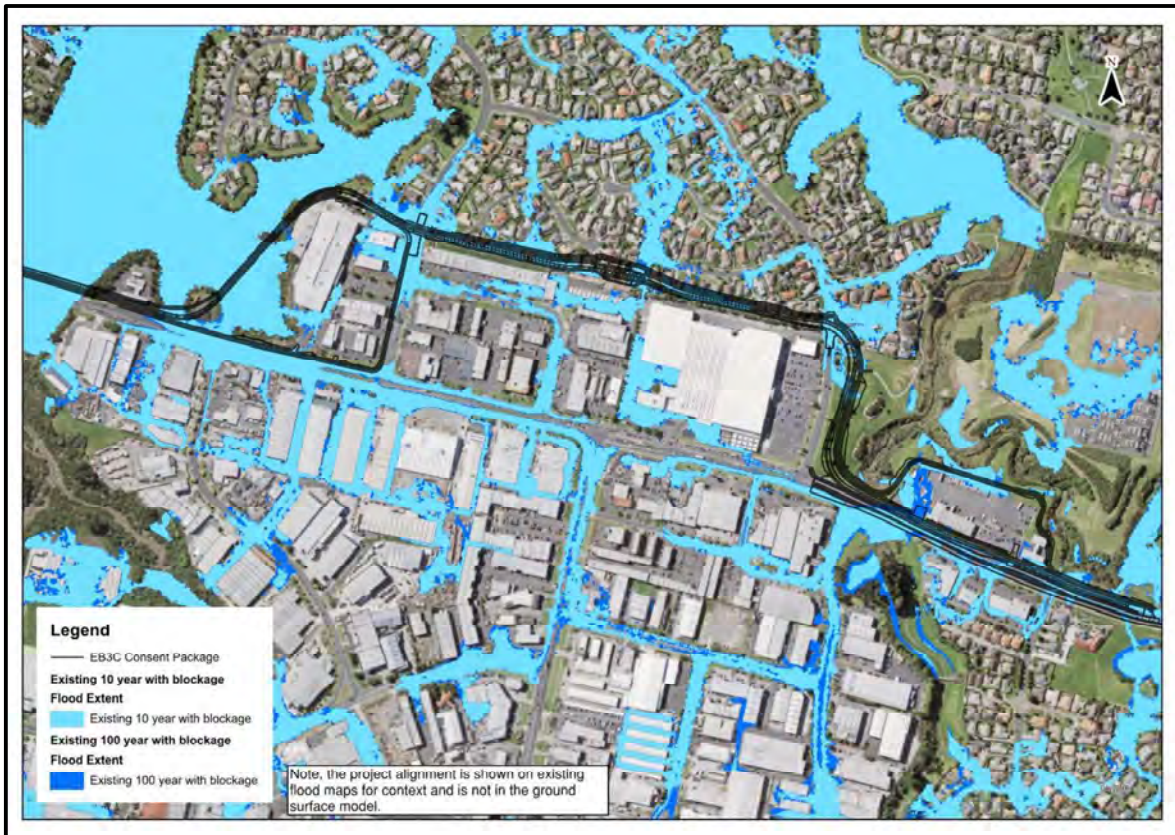 N
Legend
EB3C Consent Package
Existing 10 year with blockage
Flood Extent
Existing 10 year with blockage
Existing 100 year with blockage
Flood Extent
Existing 100 year with blockage
Note, the project alignment is shown on existing
flood maps for context and is not in the ground
surface model.